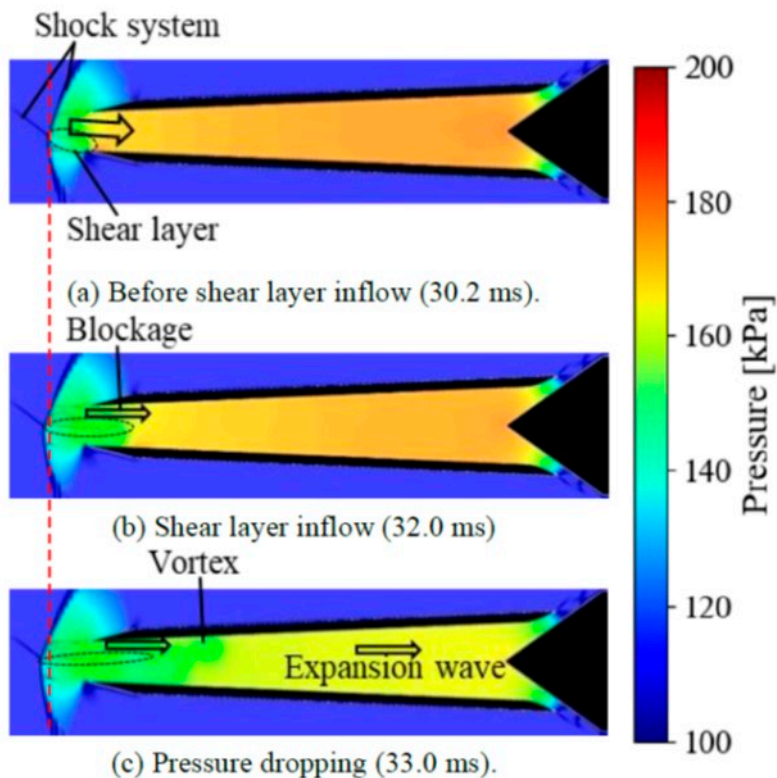 Shock system
Shear layer
(a) Before shear layer inflow (30.2 ms).
Blockage
(b) Shear layer inflow (32.0 ms)
Vortex
Expansion wave
(c) Pressure dropping (33.0 ms).
200
180
160
140
120
100
Pressure [kPa]